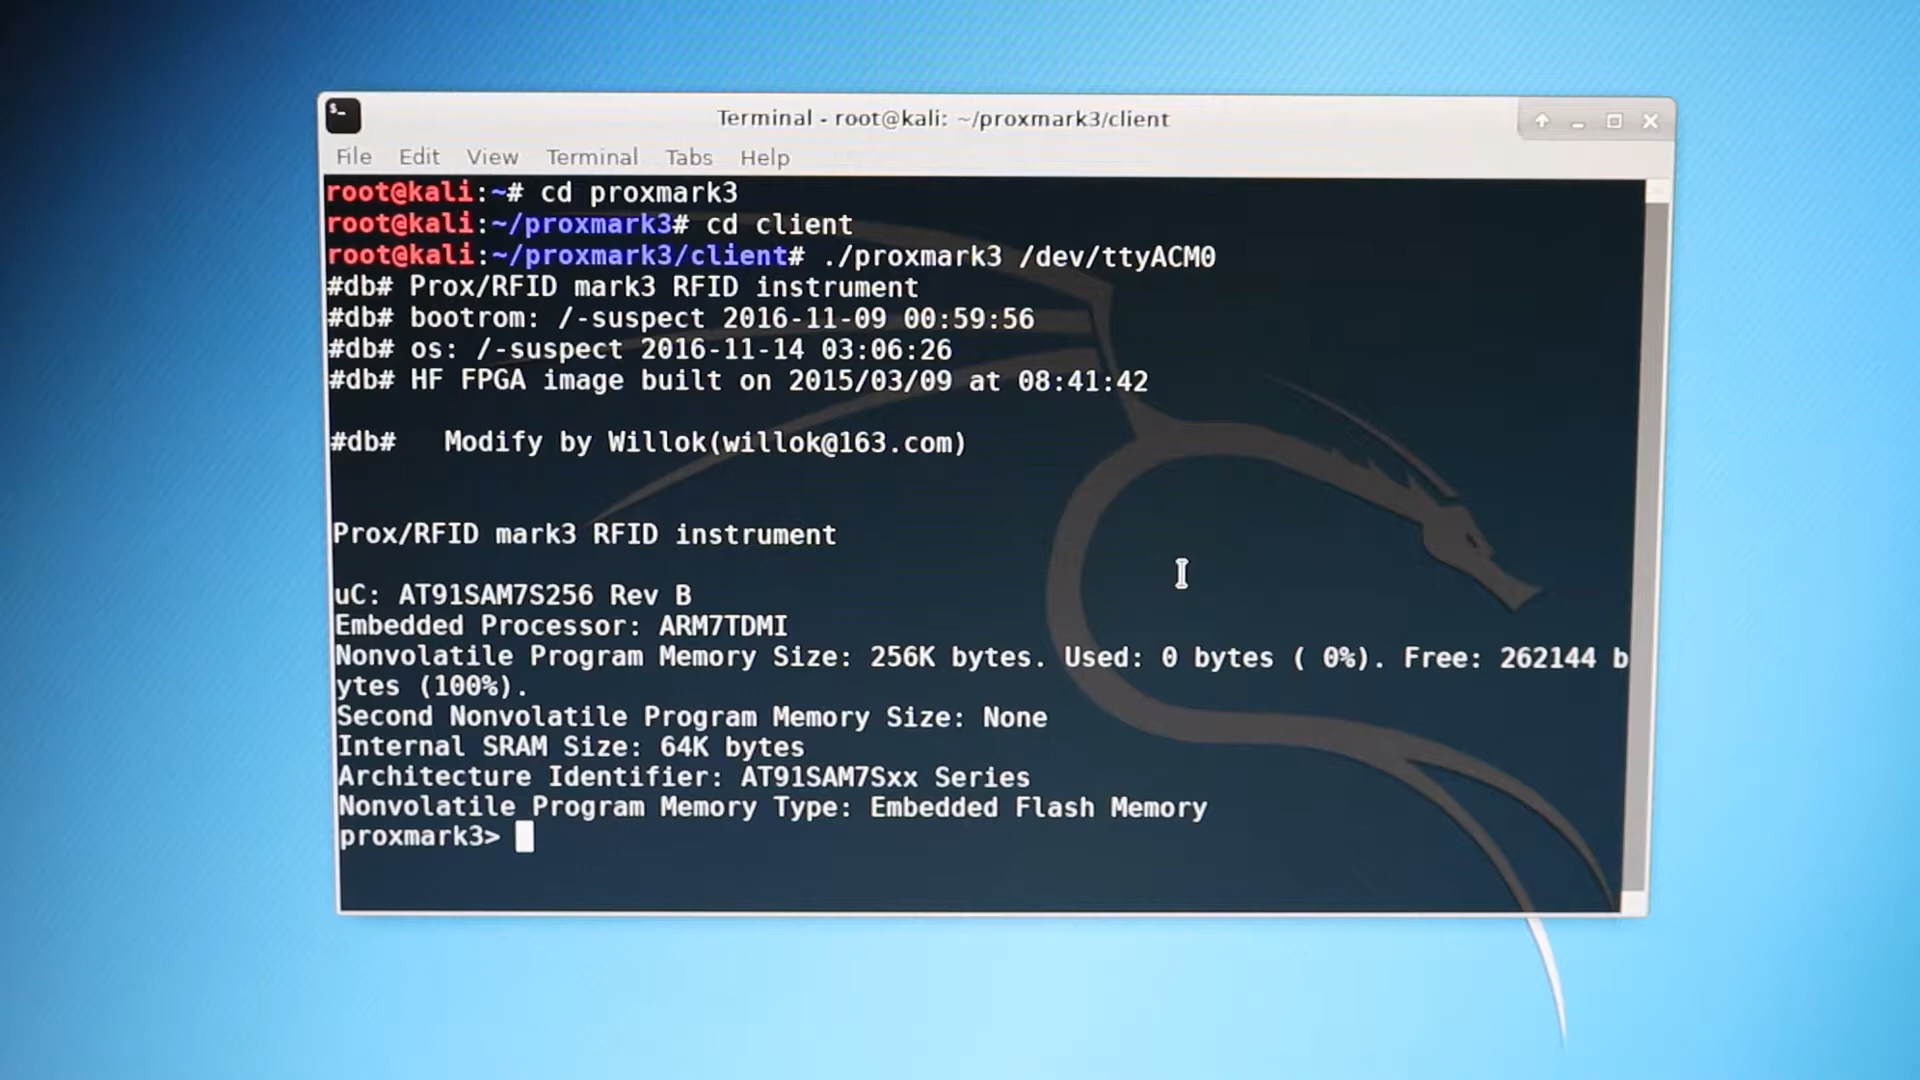 $_
Terminal - root@kali: ~/proxmark3/client
File Edit View Terminal Tabs Help
root@kali:~# cd proxmark3
root@kali:~/proxmark3# cd client
root@kali:~/proxmark3/client# ./proxmark3 /dev/ttyACM0
#db# Prox/RFID mark3 RFID instrument
#db# bootrom: /-suspect 2016-11-09 00:59:56
#db# os: /-suspect 2016-11-14 03:06:26
#db# HF FPGA image built on 2015/03/09 at 08:41:42
#db#   Modify by Willok(willok@163.com)
Prox/RFID mark3 RFID instrument
uC: AT91SAM7S256 Rev B
Embedded Processor: ARM7TDMI
Nonvolatile Program Memory Size: 256K bytes. Used: 0 bytes ( 0%). Free: 262144 b
ytes (100%).
Second Nonvolatile Program Memory Size: None
Internal SRAM Size: 64K bytes
Architecture Identifier: AT91SAM7Sxx Series
Nonvolatile Program Memory Type: Embedded Flash Memory
proxmark3>